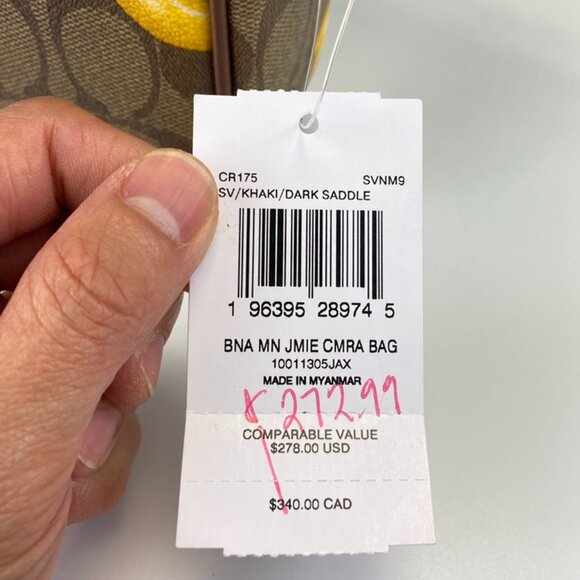 CR175 SVNM9
SV/KHAKI/DARK SADDLE
1 96395 28974 5
BNA MN JMIE CMRA BAG
10011305JAX
MADE IN MYANMAR
$272.99
COMPARABLE VALUE
$278.00 USD
$340.00 CAD